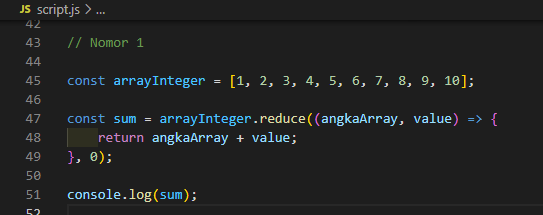 JS script.js > ...
42
43 // Nomor 1
44
45 const arrayInteger = [1, 2, 3, 4, 5, 6, 7, 8, 9, 10];
46
47 const sum = arrayInteger.reduce((angkaArray, value) => {
48     return angkaArray + value;
49 }, 0);
50
51 console.log(sum);
52